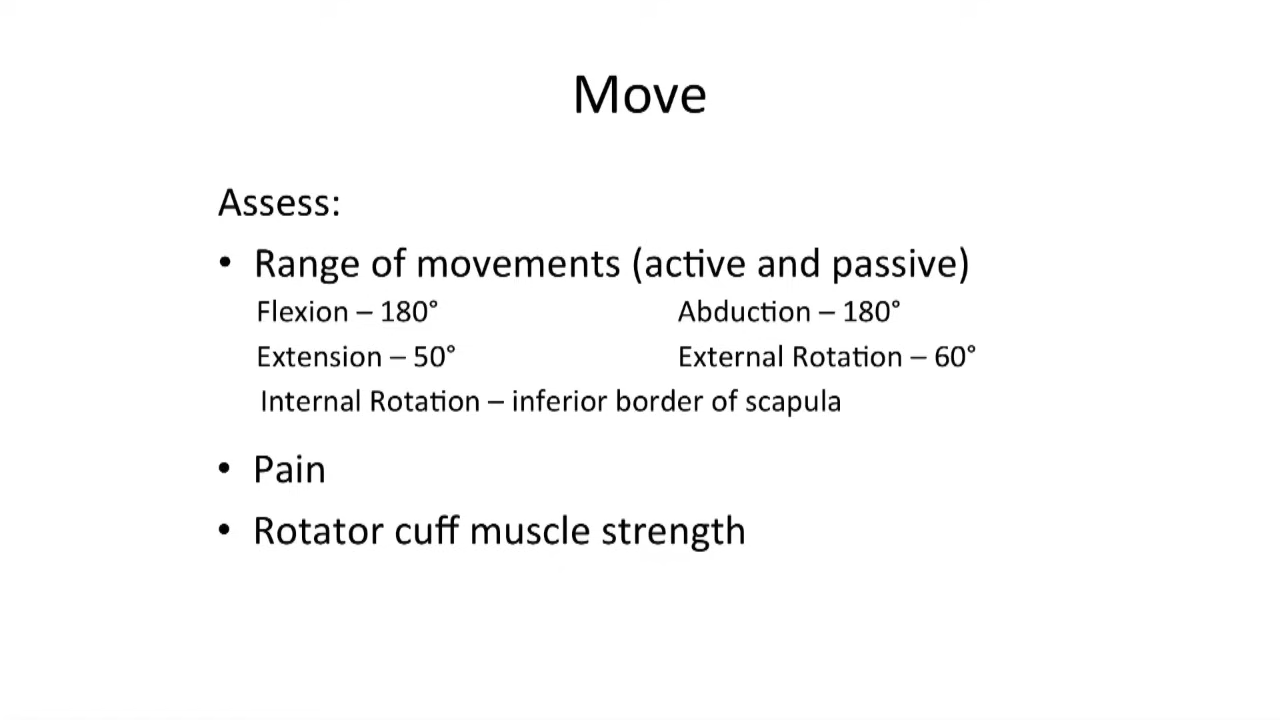 Move
Assess:
• Range of movements (active and passive)
Flexion – 180° Abduction – 180°
Extension – 50° External Rotation – 60°
Internal Rotation – inferior border of scapula
• Pain
• Rotator cuff muscle strength